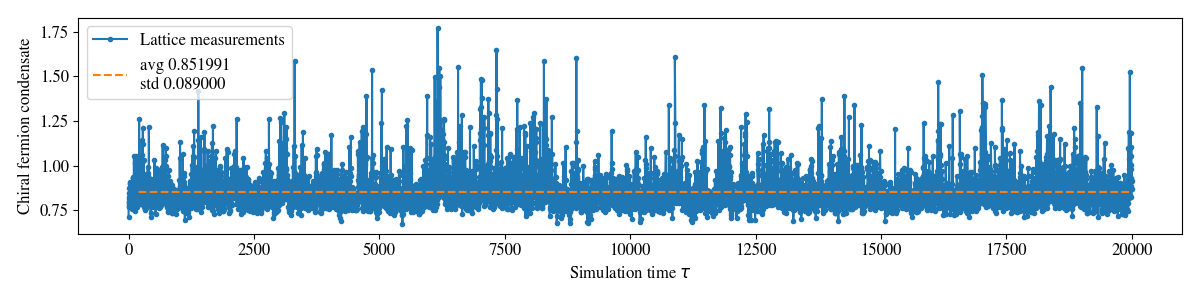 1.75
1.50
1.25
1.00
0.75
Chiral fermion condensate
Lattice measurements
avg 0.851991
std 0.089000
0 2500 5000 7500 10000 12500 15000 17500 20000
Simulation time τ